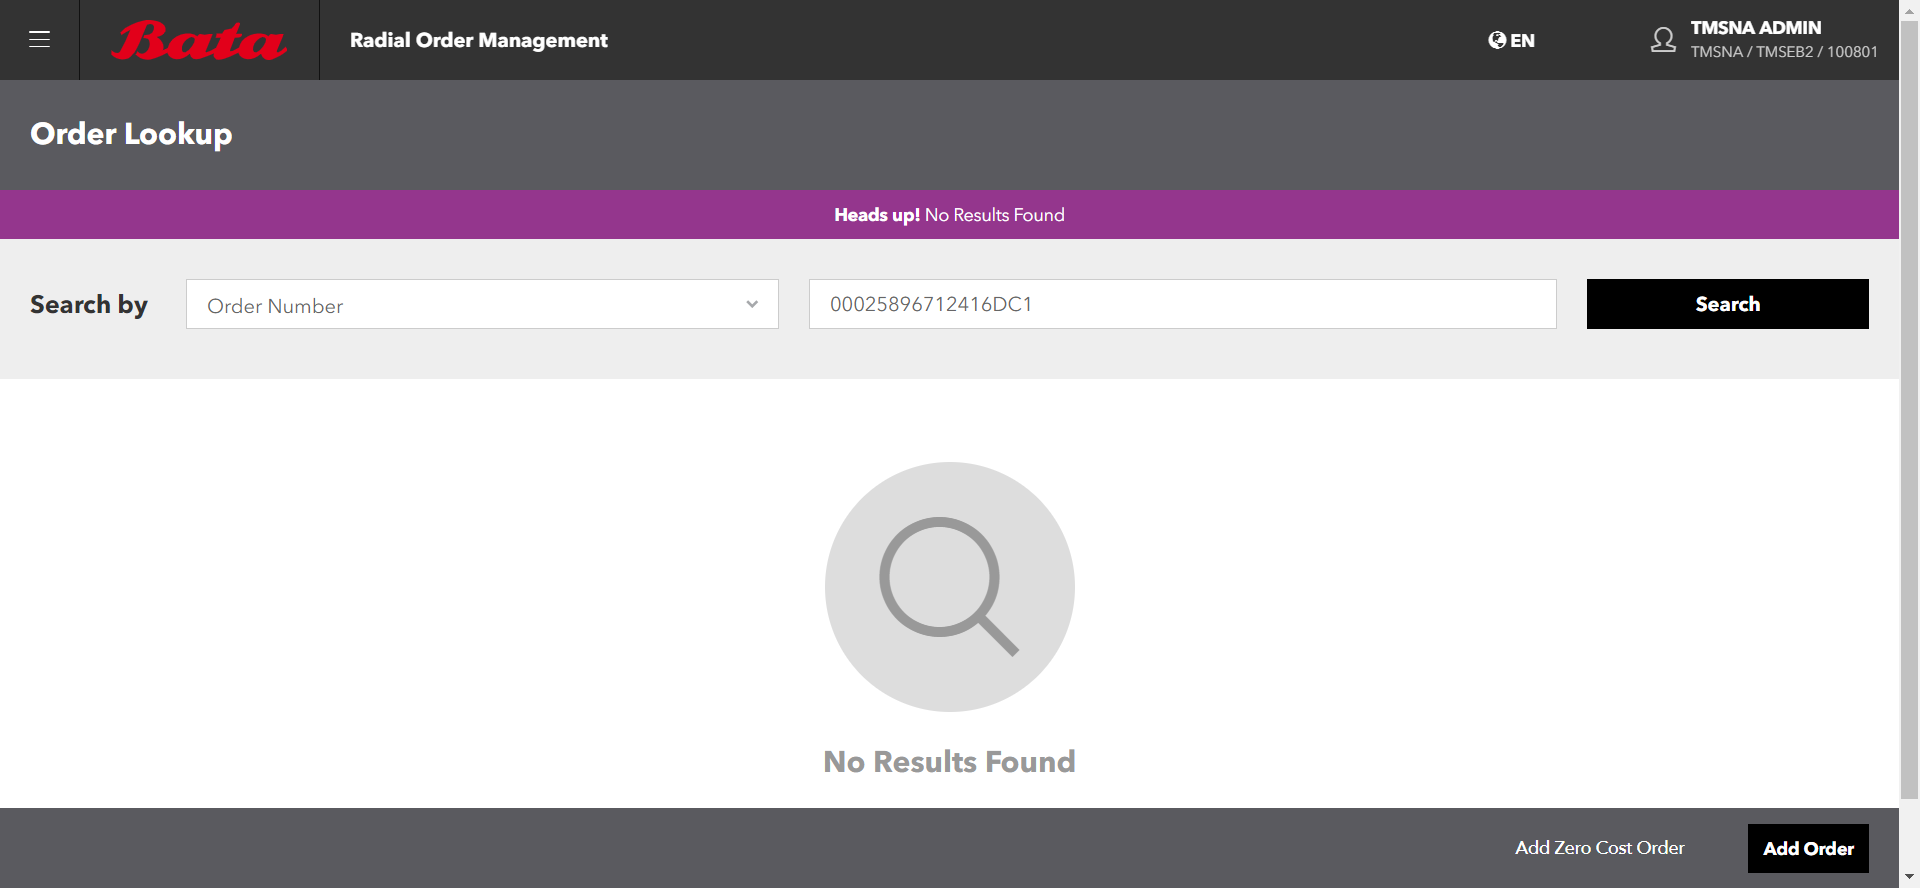 Bata
Radial Order Management
EN
TMSNA ADMIN
TMSNA / TMSEB2 / 100801
Order Lookup
Heads up! No Results Found
Search by
Order Number
00025896712416DC1
Search
No Results Found
Add Zero Cost Order
Add Order